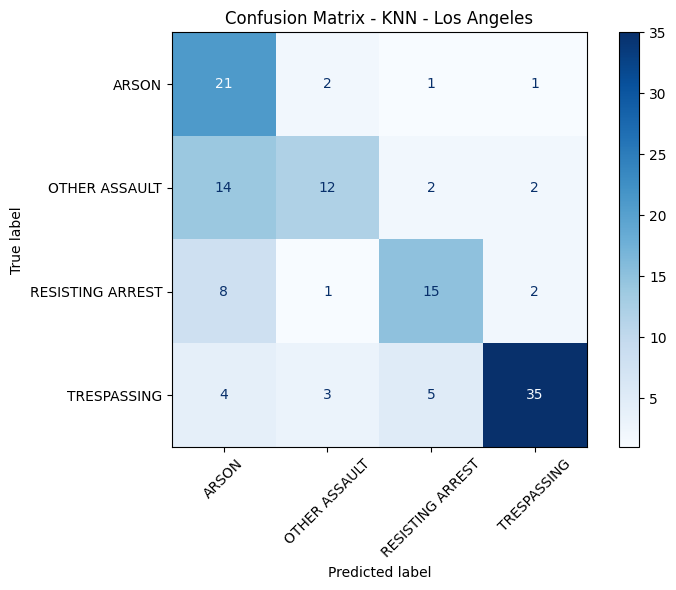 Confusion Matrix - KNN - Los Angeles
True label
ARSON 21 2 1 1
OTHER ASSAULT 14 12 2 2
RESISTING ARREST 8 1 15 2
TRESPASSING 4 3 5 35
ARSON OTHER ASSAULT RESISTING ARREST TRESPASSING
Predicted label
35
30
25
20
15
10
5